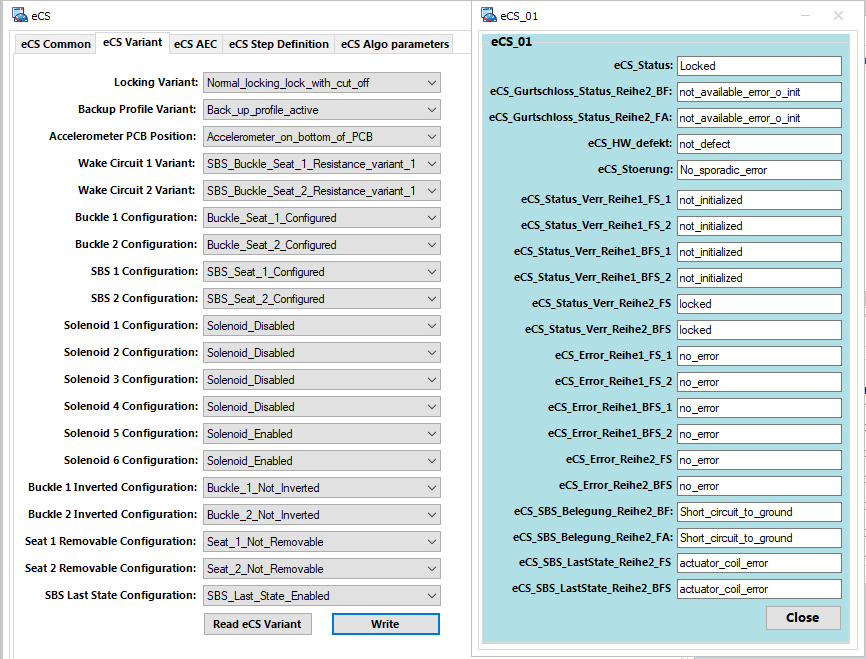 eCS
eCS Common eCS Variant eCS AEC eCS Step Definition eCS Algo parameters
Locking Variant: Normal_locking_lock_with_cut_off
Backup Profile Variant: Back_up_profile_active
Accelerometer PCB Position: Accelerometer_on_bottom_of_PCB
Wake Circuit 1 Variant: SBS_Buckle_Seat_1_Resistance_variant_1
Wake Circuit 2 Variant: SBS_Buckle_Seat_2_Resistance_variant_1
Buckle 1 Configuration: Buckle_Seat_1_Configured
Buckle 2 Configuration: Buckle_Seat_2_Configured
SBS 1 Configuration: SBS_Seat_1_Configured
SBS 2 Configuration: SBS_Seat_2_Configured
Solenoid 1 Configuration: Solenoid_Disabled
Solenoid 2 Configuration: Solenoid_Disabled
Solenoid 3 Configuration: Solenoid_Disabled
Solenoid 4 Configuration: Solenoid_Disabled
Solenoid 5 Configuration: Solenoid_Enabled
Solenoid 6 Configuration: Solenoid_Enabled
Buckle 1 Inverted Configuration: Buckle_1_Not_Inverted
Buckle 2 Inverted Configuration: Buckle_2_Not_Inverted
Seat 1 Removable Configuration: Seat_1_Not_Removable
Seat 2 Removable Configuration: Seat_2_Not_Removable
SBS Last State Configuration: SBS_Last_State_Enabled
Read eCS Variant Write
eCS_01
eCS_01
eCS_Status: Locked
eCS_Gurtschloss_Status_Reihe2_BF: not_available_error_o_init
eCS_Gurtschloss_Status_Reihe2_FA: not_available_error_o_init
eCS_HW_defekt: not_defect
eCS_Stoerung: No_sporadic_error
eCS_Status_Verr_Reihe1_FS_1 not_initialized
eCS_Status_Verr_Reihe1_FS_2 not_initialized
eCS_Status_Verr_Reihe1_BFS_1 not_initialized
eCS_Status_Verr_Reihe1_BFS_2 not_initialized
eCS_Status_Verr_Reihe2_FS locked
eCS_Status_Verr_Reihe2_BFS locked
eCS_Error_Reihe1_FS_1 no_error
eCS_Error_Reihe1_FS_2 no_error
eCS_Error_Reihe1_BFS_1 no_error
eCS_Error_Reihe1_BFS_2 no_error
eCS_Error_Reihe2_FS no_error
eCS_Error_Reihe2_BFS no_error
eCS_SBS_Belegung_Reihe2_BF: Short_circuit_to_ground
eCS_SBS_Belegung_Reihe2_FA: Short_circuit_to_ground
eCS_SBS_LastState_Reihe2_FS actuator_coil_error
eCS_SBS_LastState_Reihe2_BFS actuator_coil_error
Close